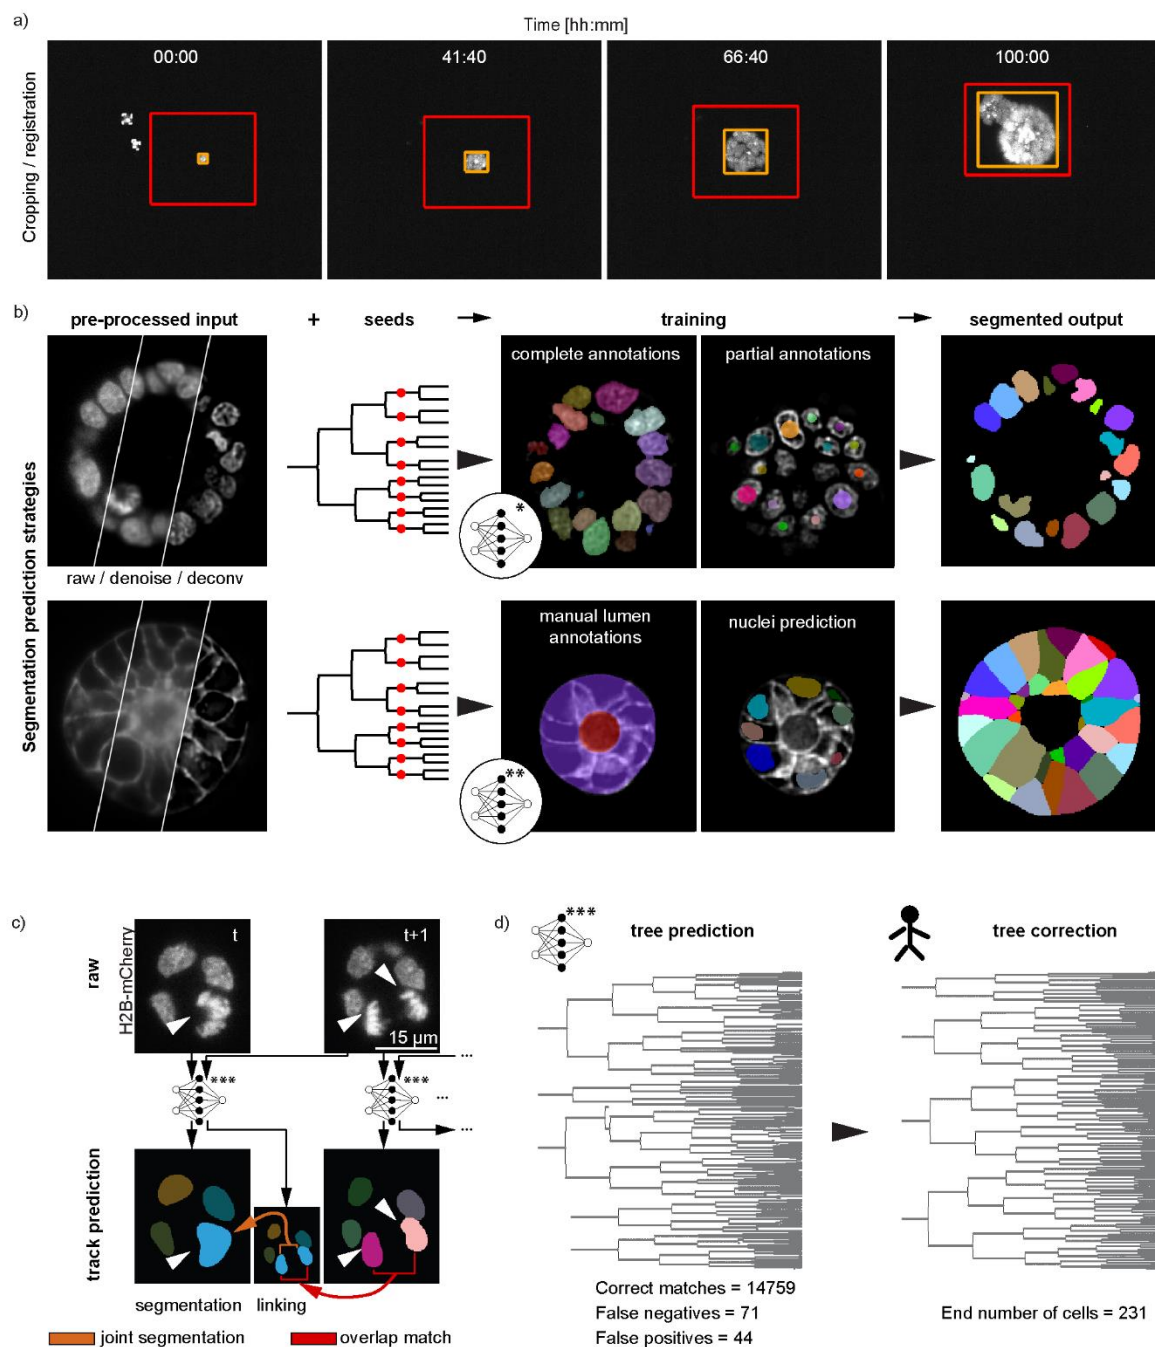 a)
Time [hh:mm]
Cropping / registration
00:00
41:40
66:40
100:00
b)
pre-processed input
+
seeds
training
segmented output
Segmentation prediction strategies
complete annotations
partial annotations
*
raw / denoise / deconv
manual lumen
annotations
nuclei prediction
**
c)
raw
H2B-mCherry
t
t+1
15 µm
***
***
...
...
...
track prediction
segmentation
linking
joint segmentation
overlap match
d)
***
tree prediction
tree correction
Correct matches = 14759
False negatives = 71
False positives = 44
End number of cells = 231